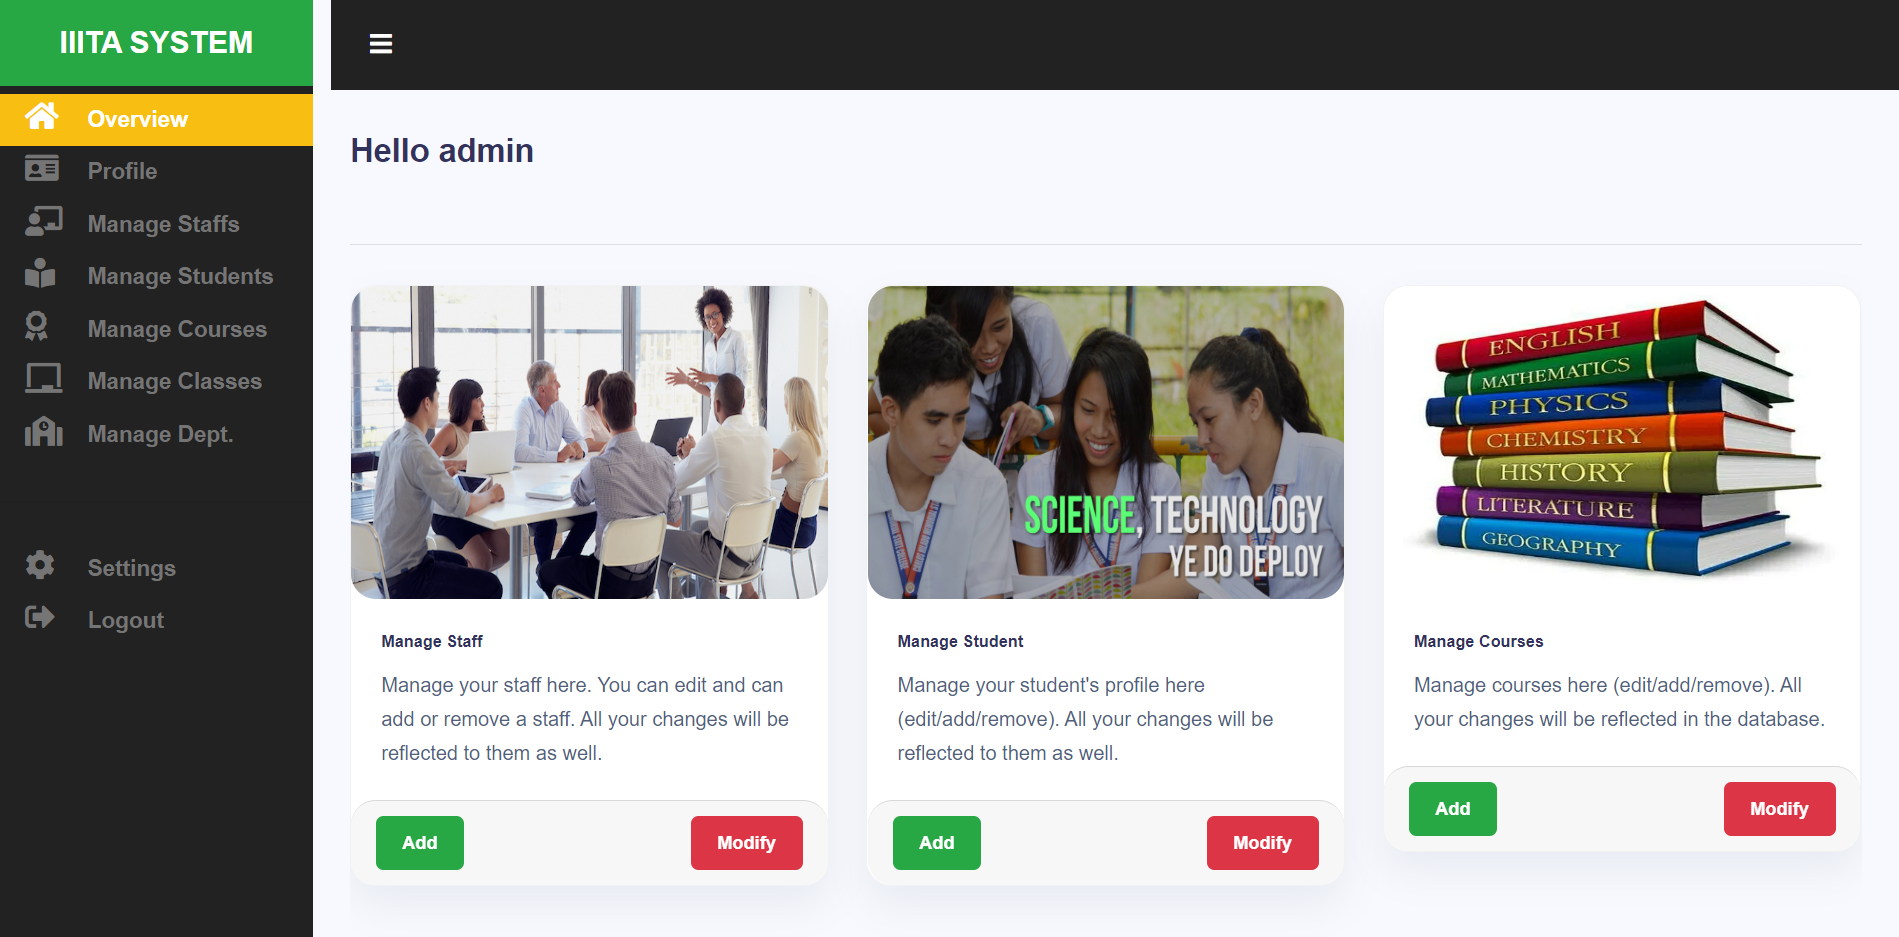 IIITA SYSTEM
Overview
Profile
Manage Staffs
Manage Students
Manage Courses
Manage Classes
Manage Dept.
Settings
Logout
Hello admin
SCIENCE, TECHNOLOGY
YE DO DEPLOY
ENGLISH
MATHEMATICS
PHYSICS
CHEMISTRY
HISTORY
LITERATURE
GEOGRAPHY
Manage Staff
Manage your staff here. You can edit and can
add or remove a staff. All your changes will be
reflected to them as well.
Add
Modify
Manage Student
Manage your student's profile here
(edit/add/remove). All your changes will be
reflected to them as well.
Add
Modify
Manage Courses
Manage courses here (edit/add/remove). All
your changes will be reflected in the database.
Add
Modify